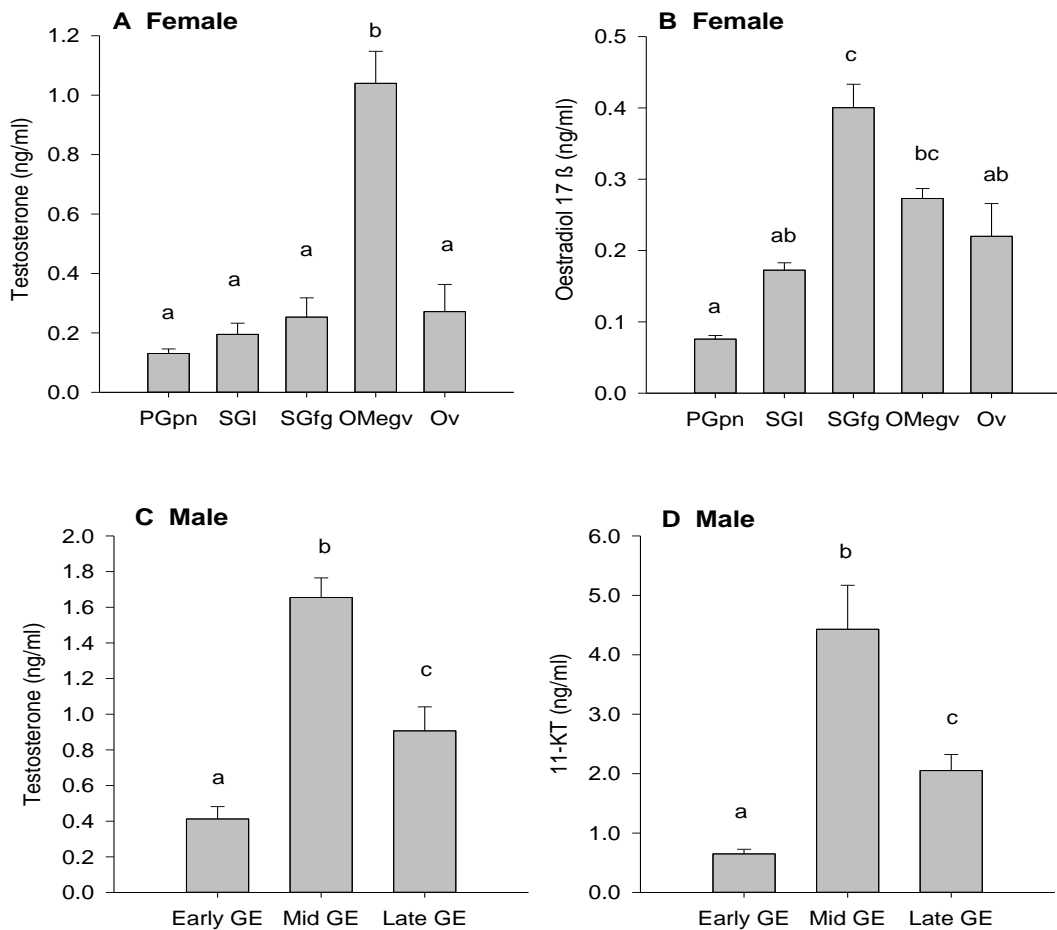 A Female
1.2
1.0
0.8
0.6
0.4
0.2
0.0
Testosterone (ng/ml)
a
a
a
b
a
PGpn SGl SGfg OMegv Ov
B Female
0.5
0.4
0.3
0.2
0.1
0.0
Oestradiol 17 ß (ng/ml)
a
ab
c
bc
ab
PGpn SGl SGfg OMegv Ov
C Male
2.0
1.8
1.6
1.4
1.2
1.0
0.8
0.6
0.4
0.2
0.0
Testosterone (ng/ml)
a
b
c
Early GE Mid GE Late GE
D Male
6.0
5.0
4.0
3.0
2.0
1.0
0.0
11-KT (ng/ml)
a
b
c
Early GE Mid GE Late GE